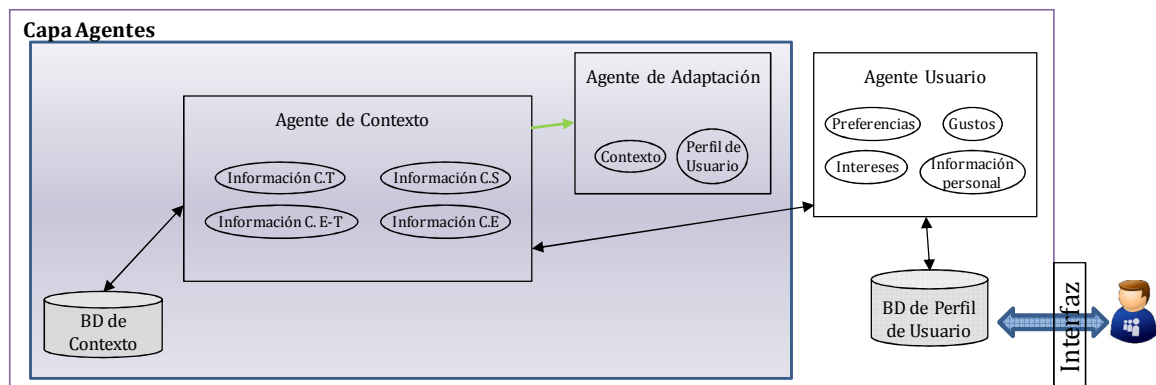 Capa Agentes
Agente de Adaptación
Contexto
Perfil de
Usuario
Agente de Contexto
Información C.T
Información C.S
Información C. E-T
Información C.E
BD de
Contexto
Agente Usuario
Preferencias
Gustos
Intereses
Información
personal
BD de Perfil
de Usuario
Interfaz